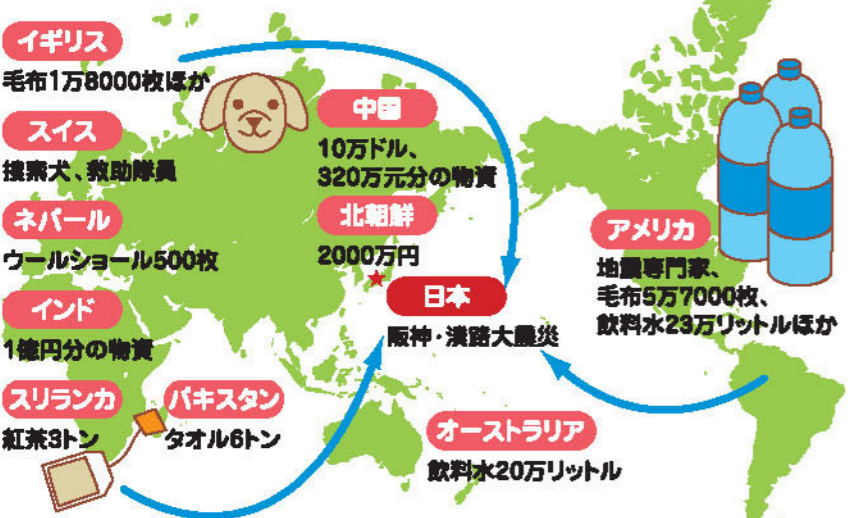 イギリス
毛布1万8000枚ほか
スイス
捜索犬、救助隊員
ネパール
ウールショール500枚
インド
1億円分の物資
スリランカ
紅茶3トン
パキスタン
タオル6トン
中国
10万ドル、
320万元分の物資
北朝鮮
2000万円
日本
阪神・淡路大震災
オーストラリア
飲料水20万リットル
アメリカ
地震専門家、
毛布5万7000枚、
飲料水23万リットルほか